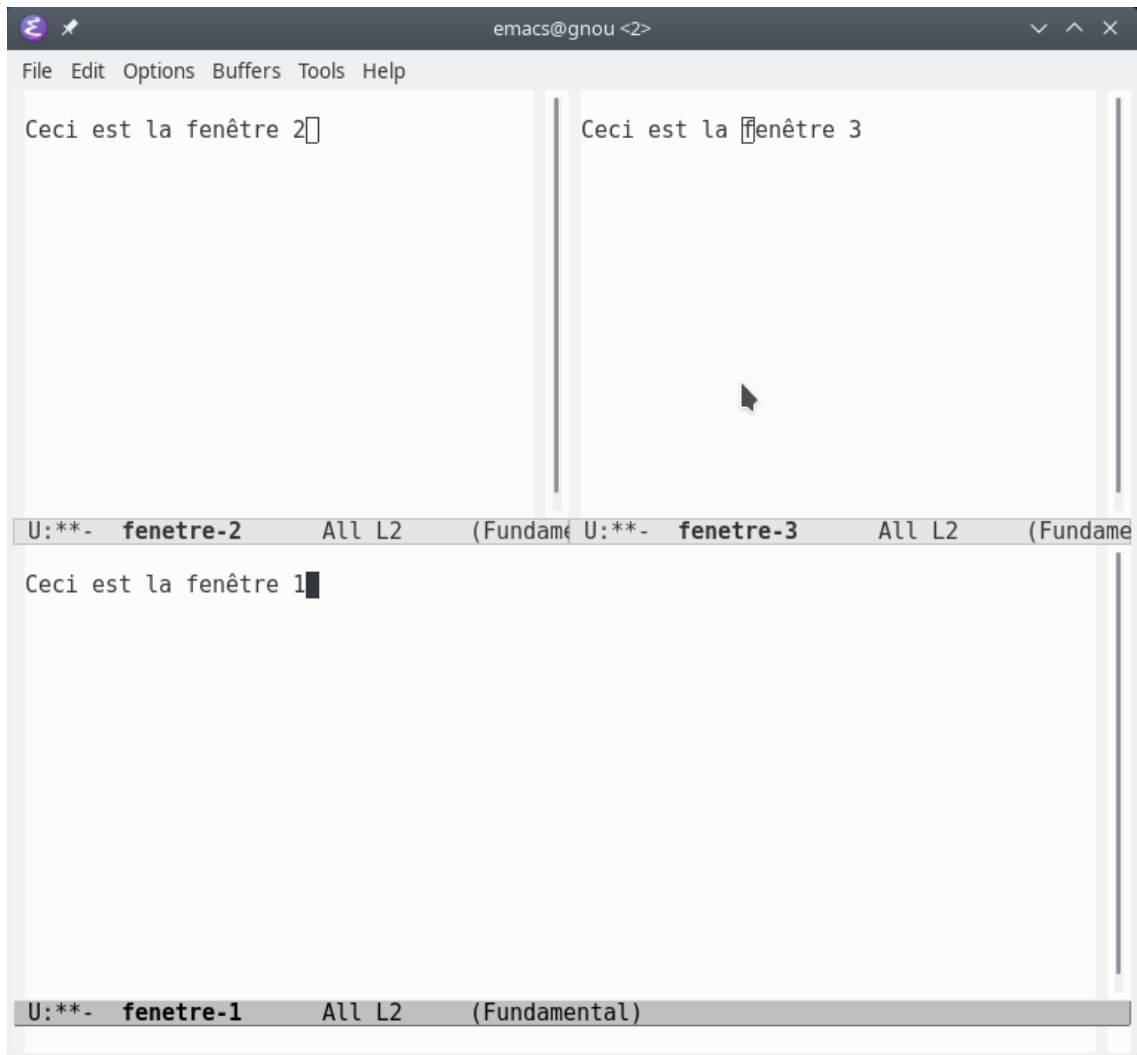 emacs@gnou <2>
File Edit Options Buffers Tools Help
Ceci est la fenêtre 2
Ceci est la fenêtre 3
U:**-  fenetre-2      All L2     (Fundame
U:**-  fenetre-3      All L2     (Fundame
Ceci est la fenêtre 1
U:**-  fenetre-1      All L2     (Fundamental)